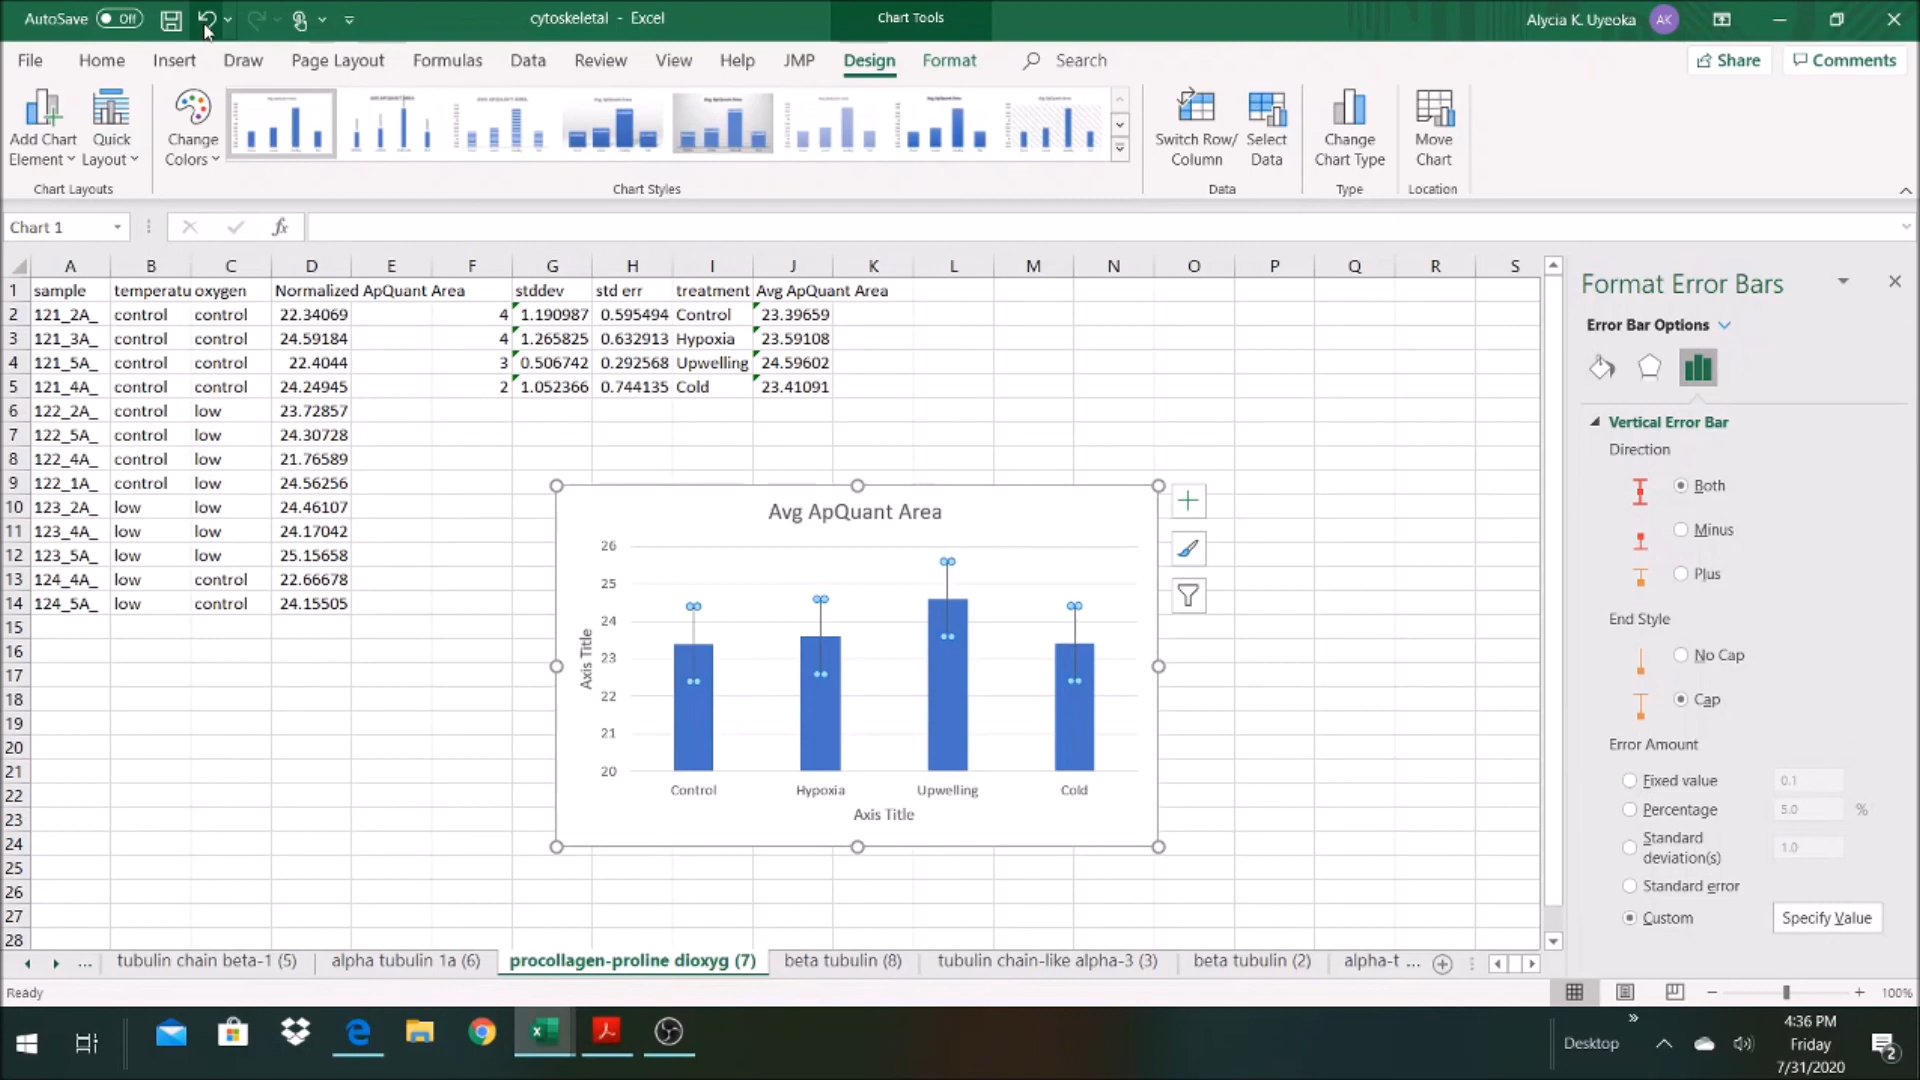 AutoSave Off cytoskeletal - Excel Chart Tools Alycia K. Uyeoka AK
File Home Insert Draw Page Layout Formulas Data Review View Help JMP Design Format Search Share Comments
Add Chart Element Quick Layout Change Colors Switch Row/ Column Select Data Change Chart Type Move Chart
Chart Layouts Chart Styles Data Type Location
Chart 1 fx
A B C D E F G H I J K L M N O P Q R S
1 sample temperatu oxygen Normalized ApQuant Area stddev std err treatment Avg ApQuant Area
2 121_2A_ control control 22.34069 4 1.190987 0.595494 Control 23.39659
3 121_3A_ control control 24.59184 4 1.265825 0.632913 Hypoxia 23.59108
4 121_5A_ control control 22.4044 3 0.506742 0.292568 Upwelling 24.59602
5 121_4A_ control control 24.24945 2 1.052366 0.744135 Cold 23.41091
6 122_2A_ control low 23.72857
7 122_5A_ control low 24.30728
8 122_4A_ control low 21.76589
9 122_1A_ control low 24.56256
10 123_2A_ low low 24.46107
11 123_4A_ low low 24.17042
12 123_5A_ low low 25.15658
13 124_4A_ low control 22.66678
14 124_5A_ low control 24.15505
15
16
17
18
19
20
21
22
23
24
25
26
27
28
Avg ApQuant Area
26
25
24
23
22
21
20
Axis Title
Control Hypoxia Upwelling Cold
Axis Title
Format Error Bars
Error Bar Options
Vertical Error Bar
Direction
Both
Minus
Plus
End Style
No Cap
Cap
Error Amount
Fixed value 0.1
Percentage 5.0 %
Standard deviation(s) 1.0
Standard error
Custom Specify Value
... tubulin chain beta-1 (5) alpha tubulin 1a (6) procollagen-proline dioxyg (7) beta tubulin (8) tubulin chain-like alpha-3 (3) beta tubulin (2) alpha-t ...
Ready 100%
Desktop
4:36 PM
Friday
7/31/2020
2